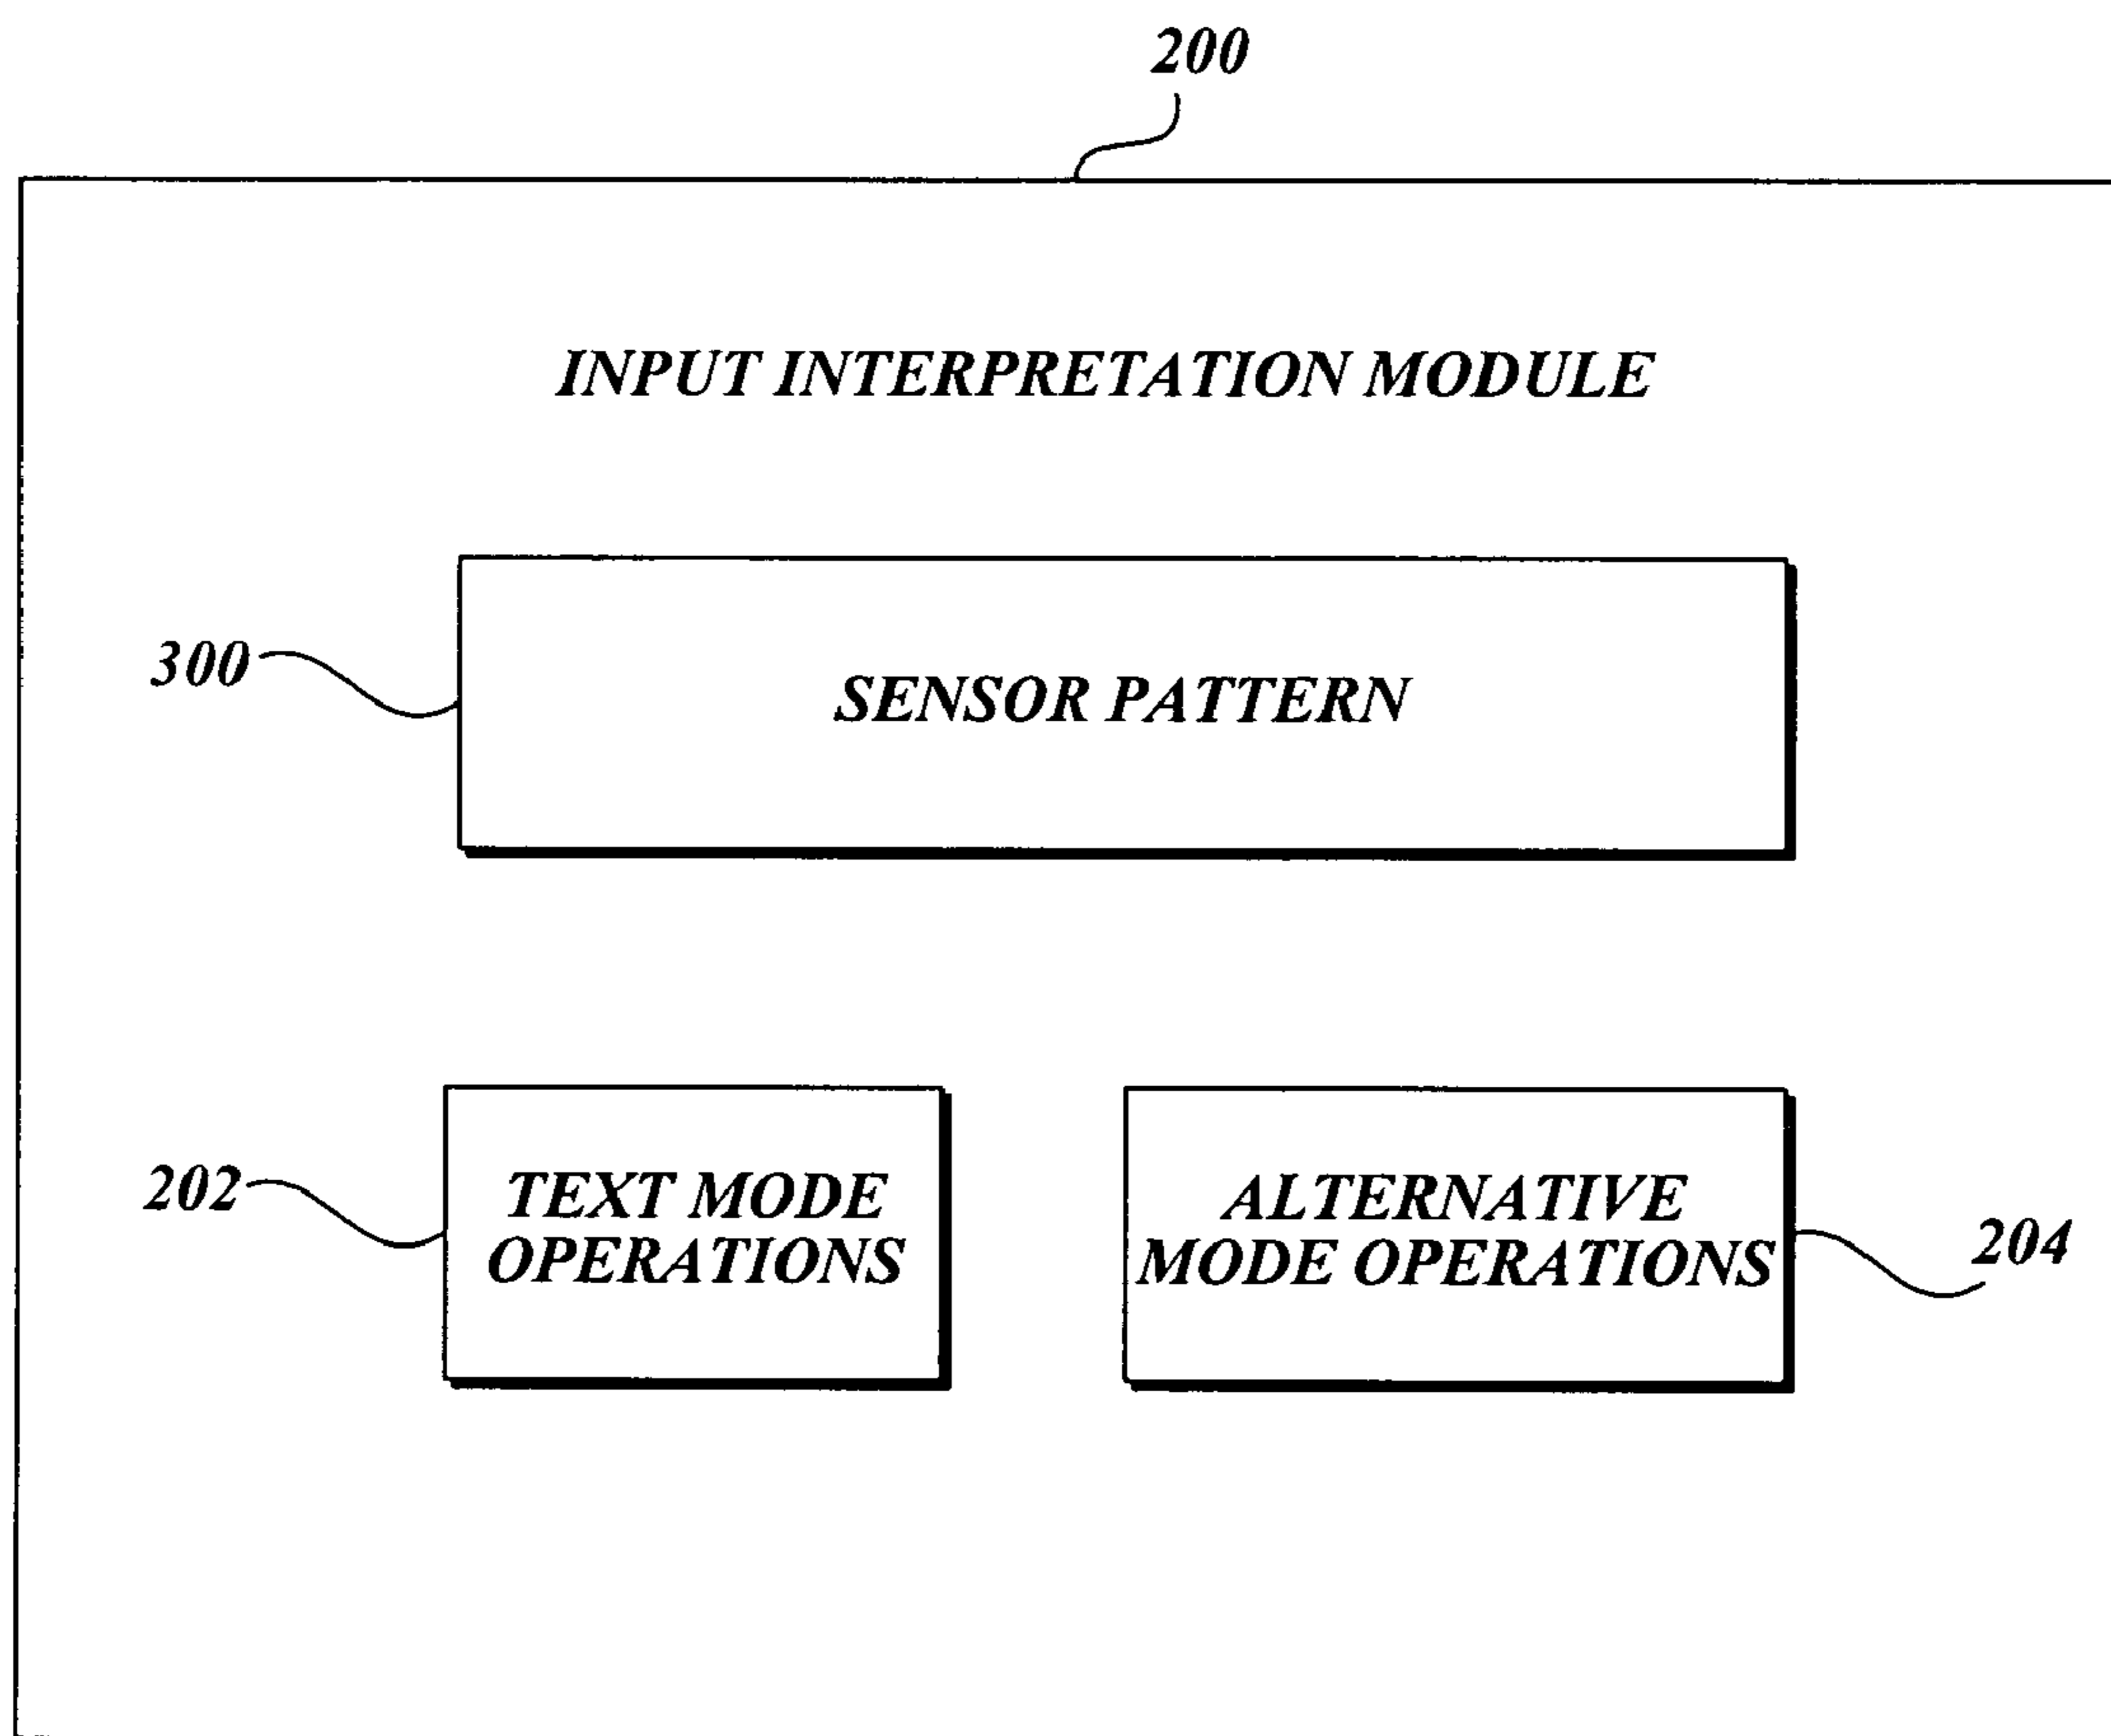 200
INPUT INTERPRETATION MODULE
300
SENSOR PATTERN
202
TEXT MODE
OPERATIONS
ALTERNATIVE
MODE OPERATIONS
204